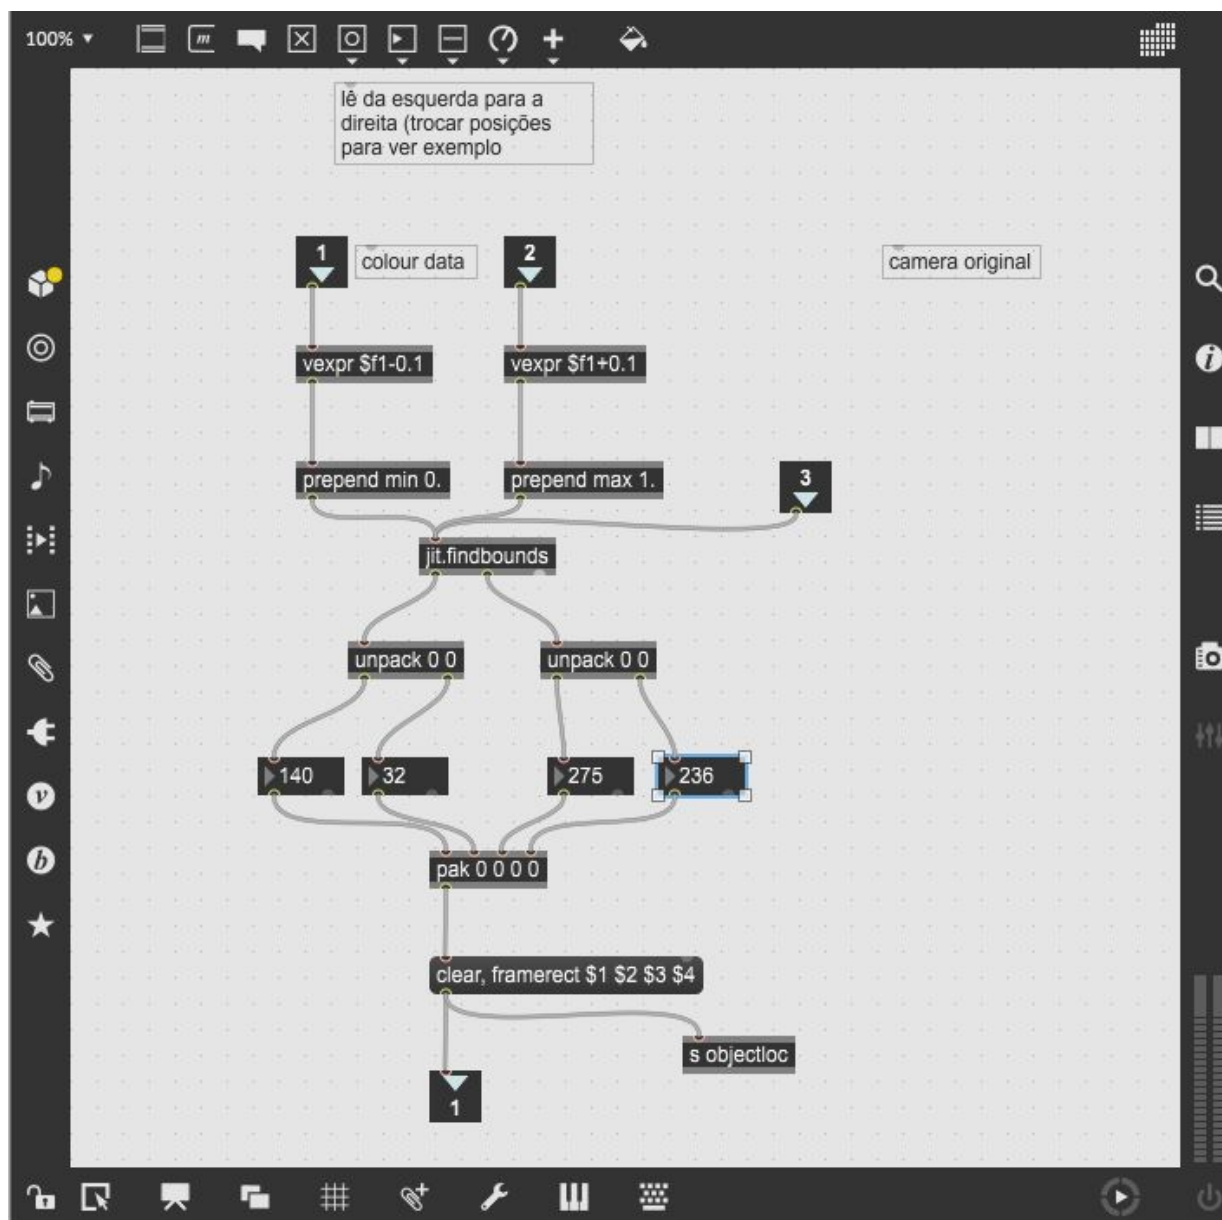 100%
lê da esquerda para a
direita (trocar posições
para ver exemplo
1
colour data
2
camera original
vexpr $f1-0.1
vexpr $f1+0.1
prepend min 0.
prepend max 1.
3
jit.findbounds
unpack 0 0
unpack 0 0
140
32
275
236
pak 0 0 0 0
clear, framerect $1 $2 $3 $4
s objectloc
1